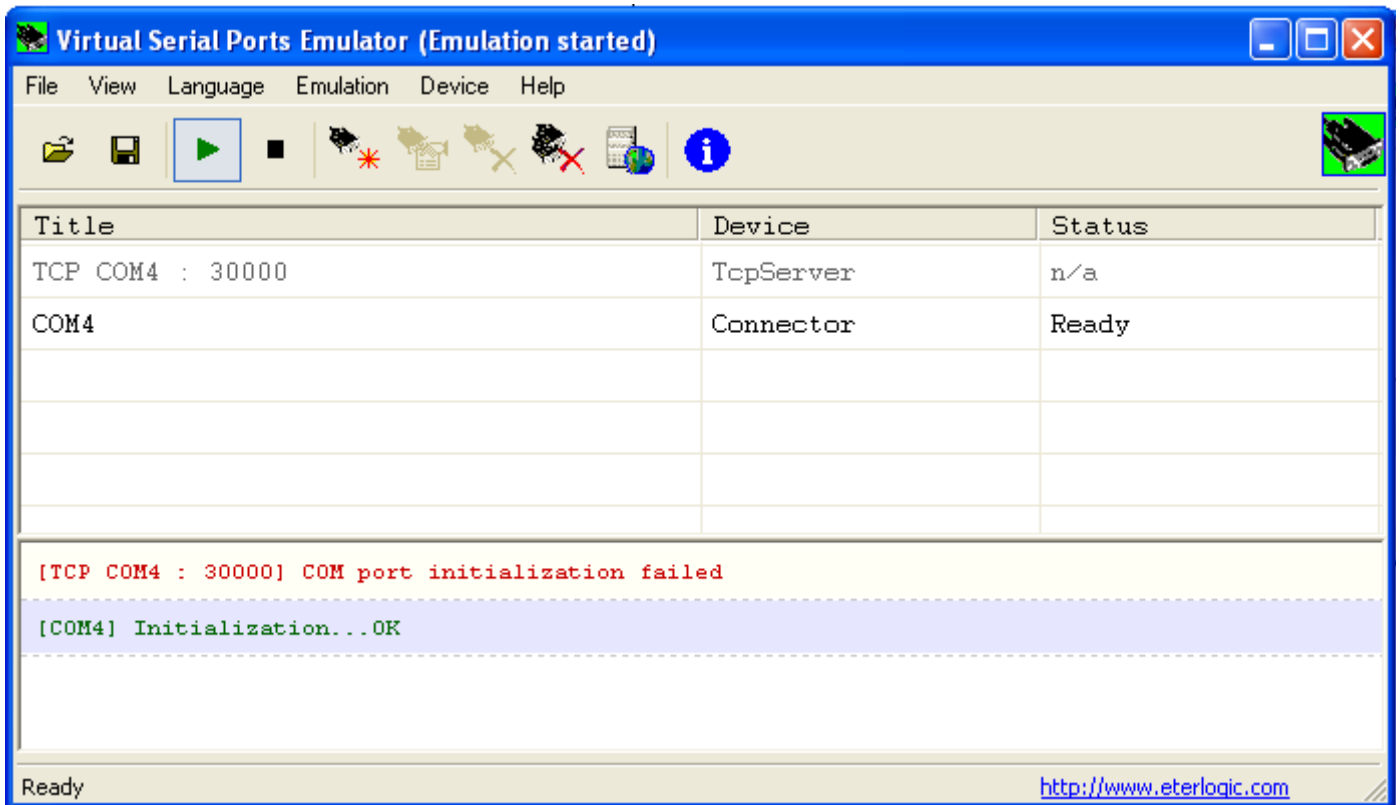 Virtual Serial Ports Emulator (Emulation started)
File View Language Emulation Device Help
Title Device Status
TCP COM4 : 30000 TcpServer n/a
COM4 Connector Ready
[TCP COM4 : 30000] COM port initialization failed
[COM4] Initialization...OK
Ready http://www.eterlogic.com